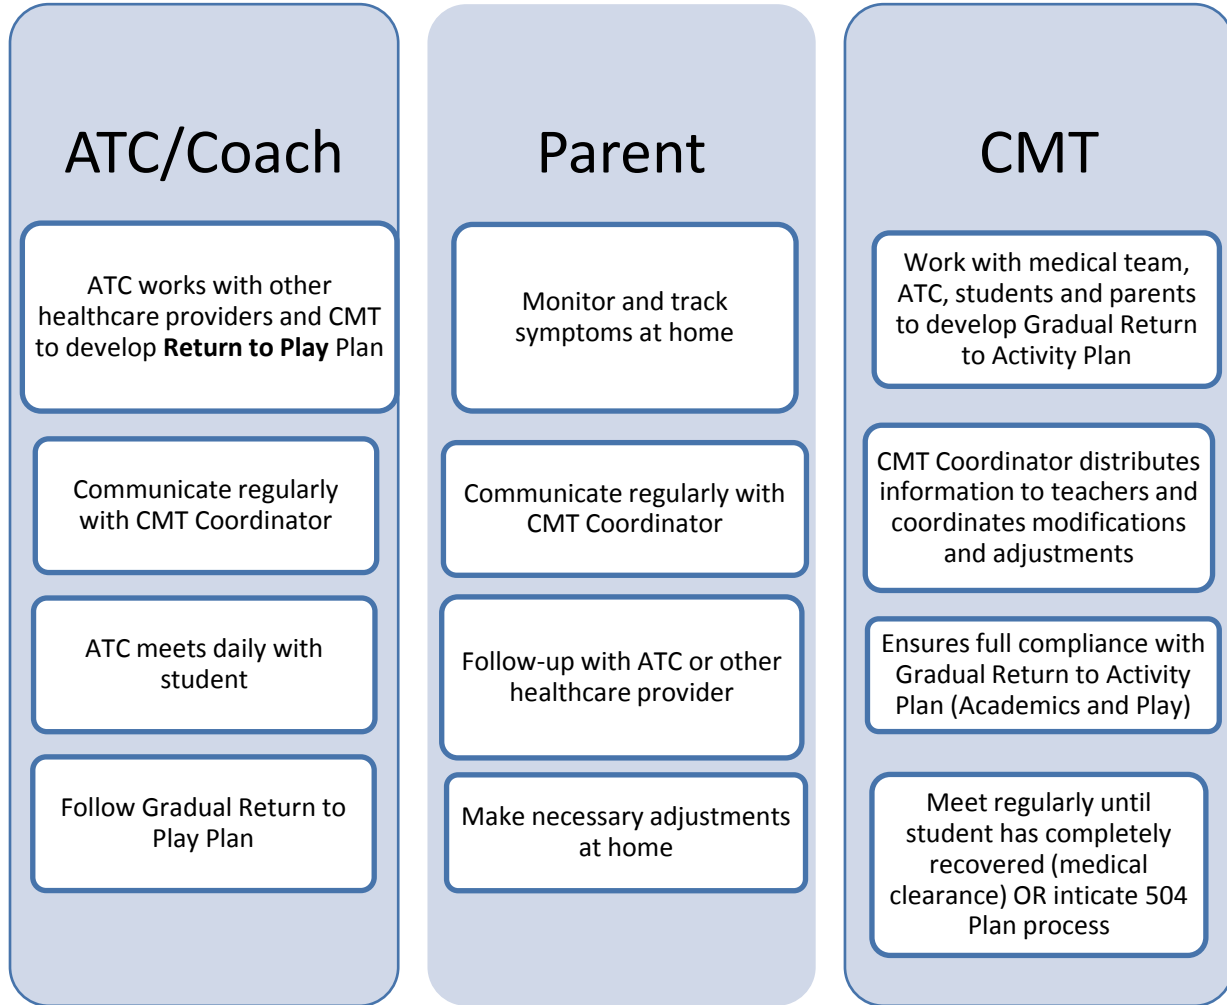 ATC/Coach
ATC works with other
healthcare providers and CMT
to develop Return to Play Plan
Communicate regularly
with CMT Coordinator
ATC meets daily with
student
Follow Gradual Return to
Play Plan
Parent
Monitor and track
symptoms at home
Communicate regularly with
CMT Coordinator
Follow-up with ATC or other
healthcare provider
Make necessary adjustments
at home
CMT
Work with medical team,
ATC, students and parents
to develop Gradual Return
to Activity Plan
CMT Coordinator distributes
information to teachers and
coordinates modifications
and adjustments
Ensures full compliance with
Gradual Return to Activity
Plan (Academics and Play)
Meet regularly until
student has completely
recovered (medical
clearance) OR inticate 504
Plan process